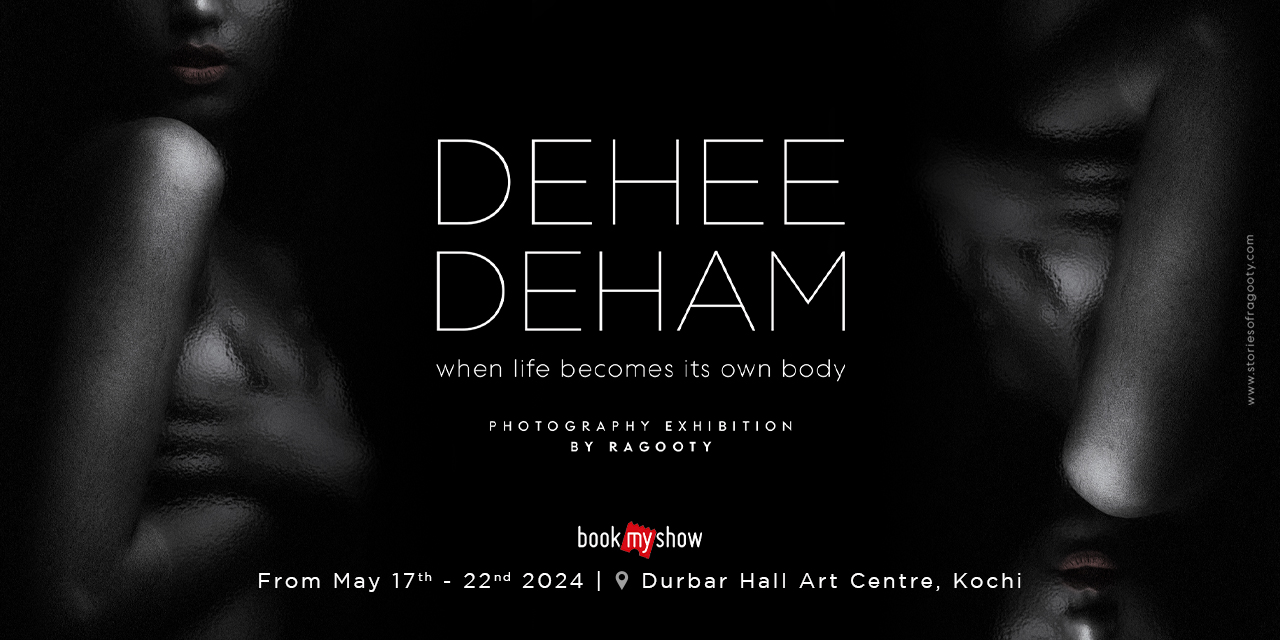 DEHEE
DEHAM
when life becomes its own body
PHOTOGRAPHY EXHIBITION
BY RAGOOTY
bookmyshow
From May 17th - 22nd 2024 | Durbar Hall Art Centre, Kochi
www.storiesofragooty.com